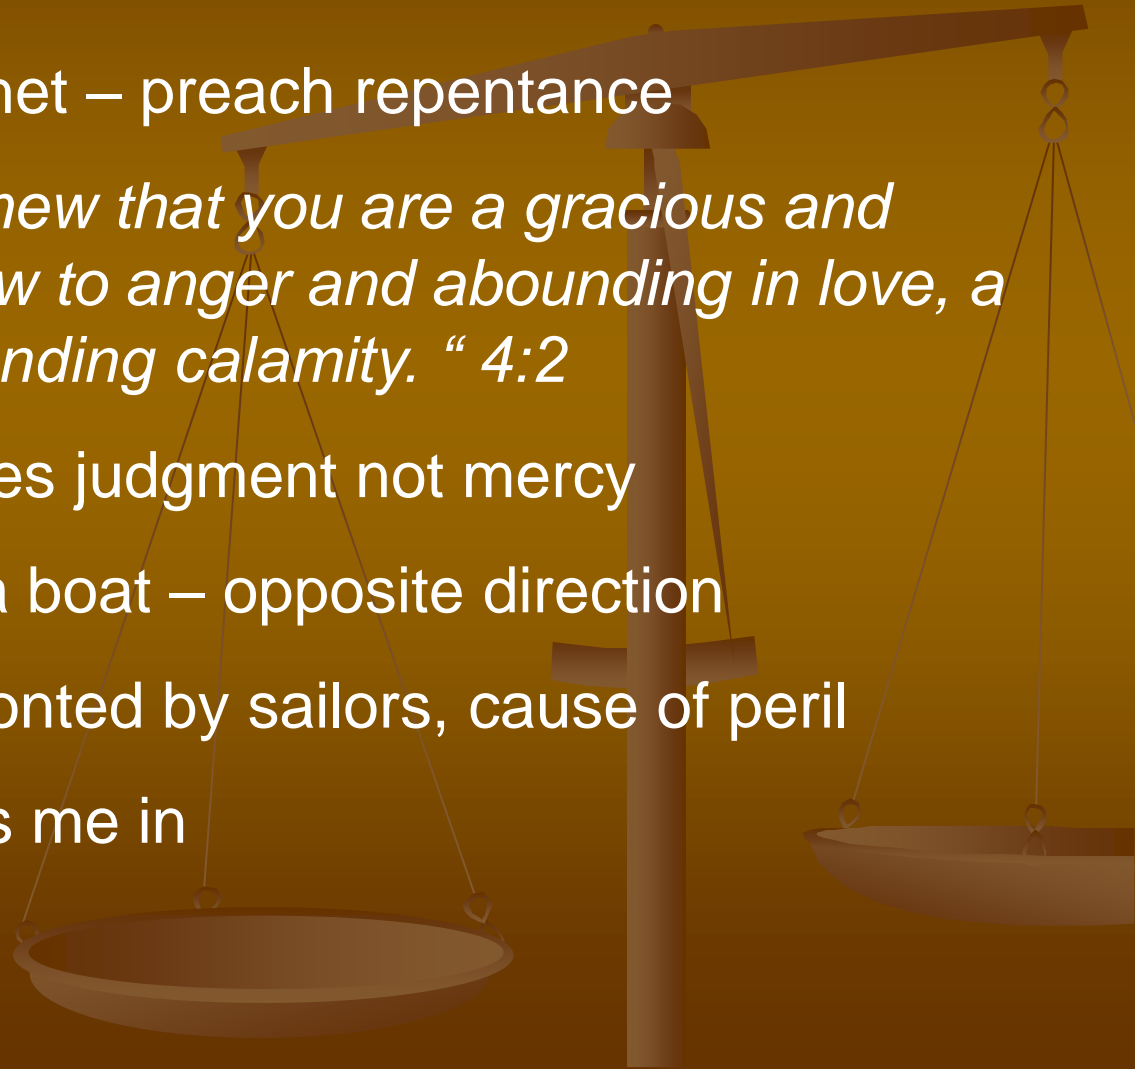 net – preach repentance
new that you are a gracious and
w to anger and abounding in love, a
nding calamity. “ 4:2
es judgment not mercy
a boat – opposite direction
onted by sailors, cause of peril
s me in